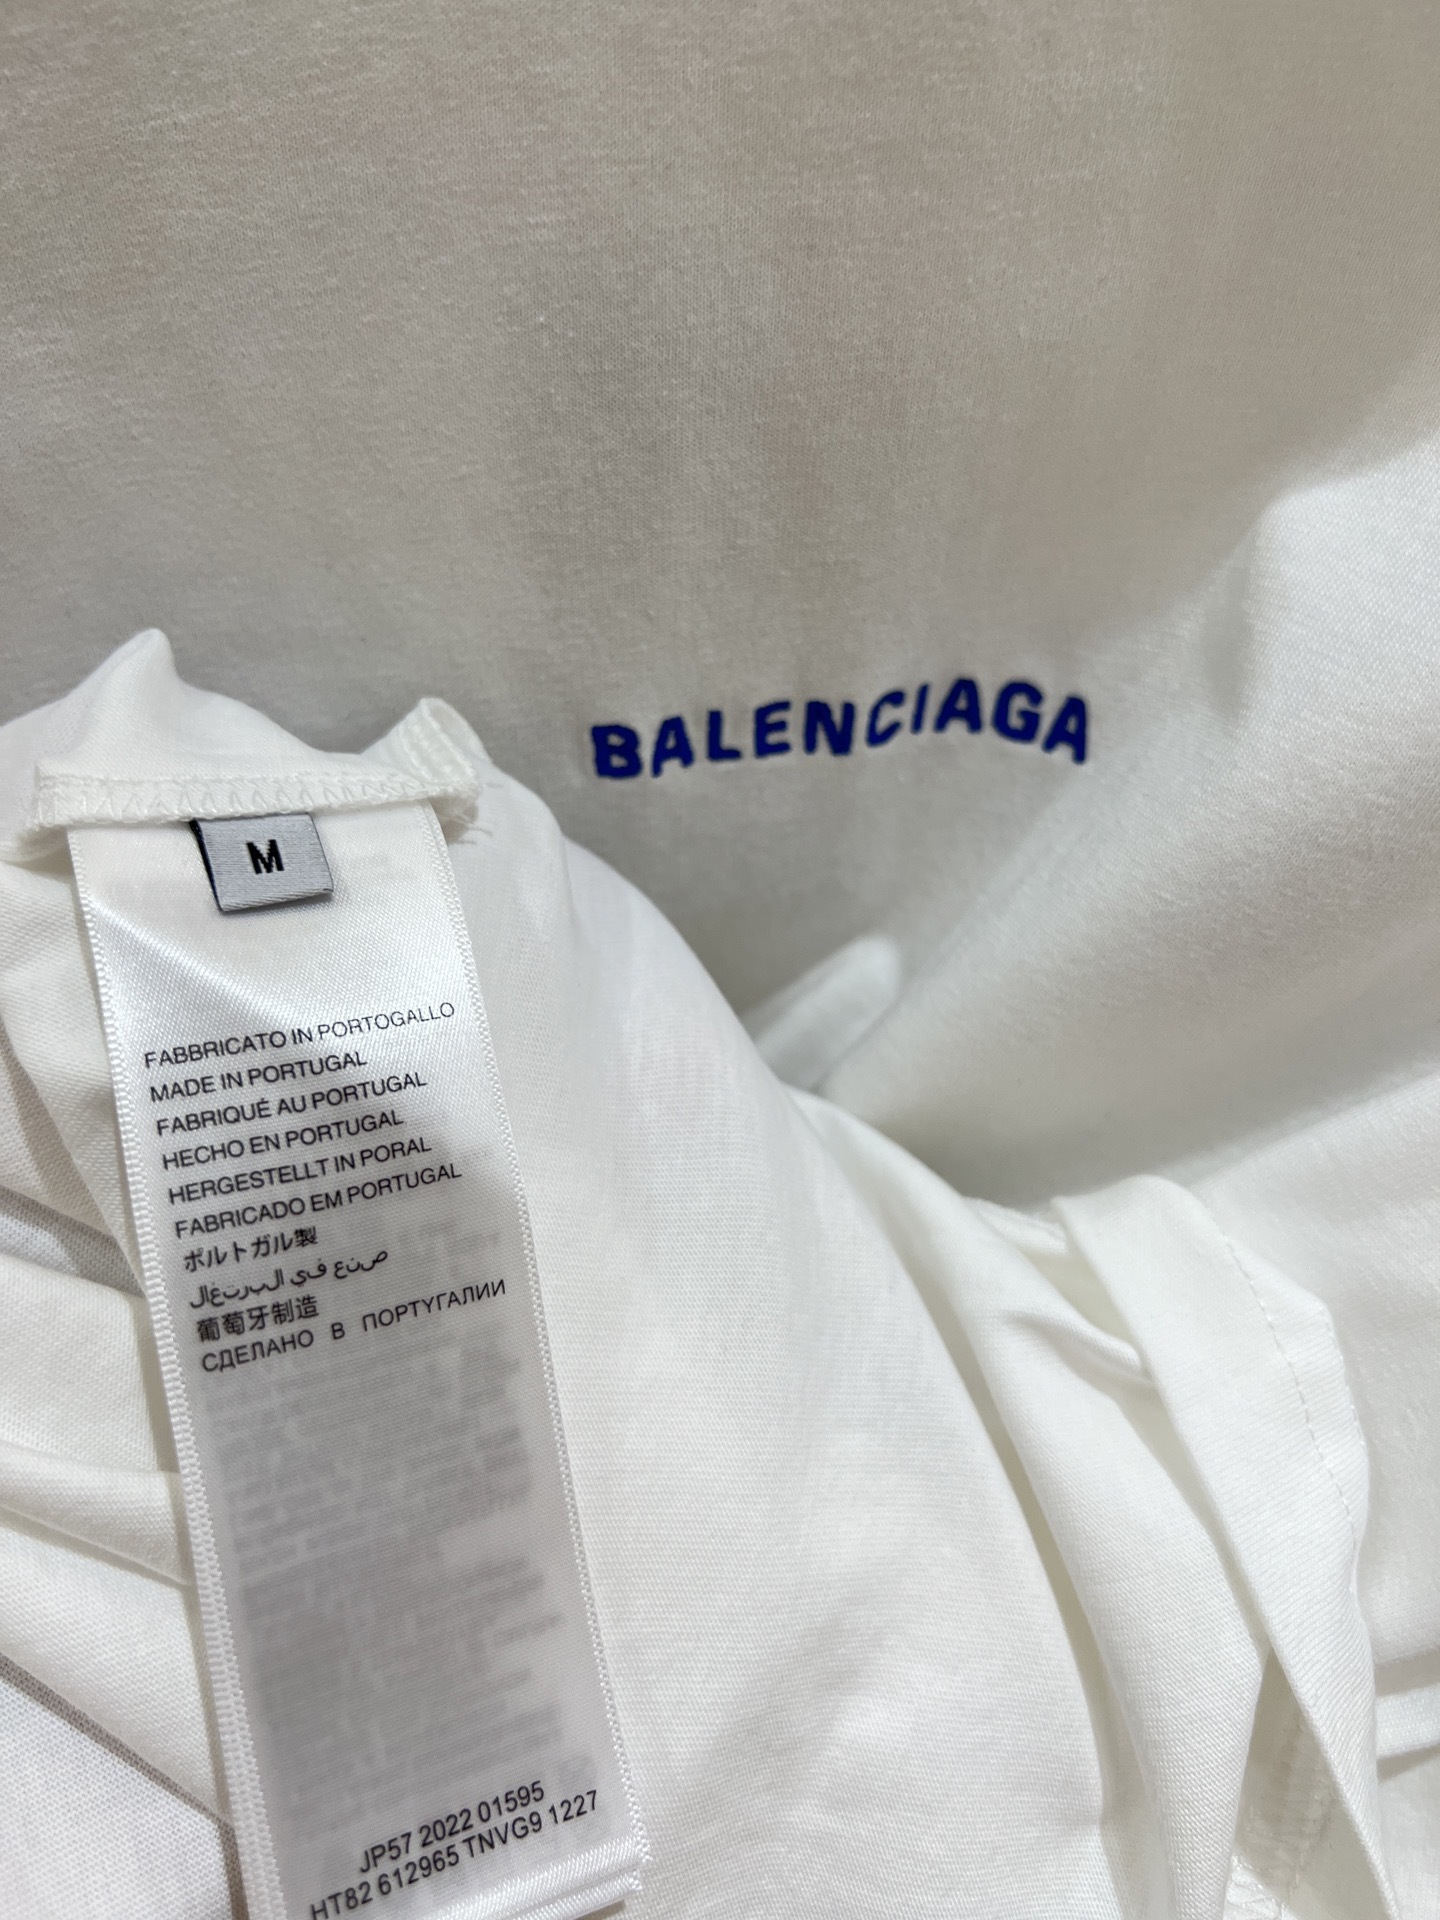 BALENCIAGA
M
FABBRICATO IN PORTOGALLO
MADE IN PORTUGAL
FABRIQUÉ AU PORTUGAL
HECHO EN PORTUGAL
HERGESTELLT IN PORAL
FABRICADO EM PORTUGAL
ポルトガル製
صنع في البرتغال
葡萄牙制造
СДЕЛАНО В ПОРТУГАЛИИ
JP57 2022 01595
HT82 612965 TNVG9 1227